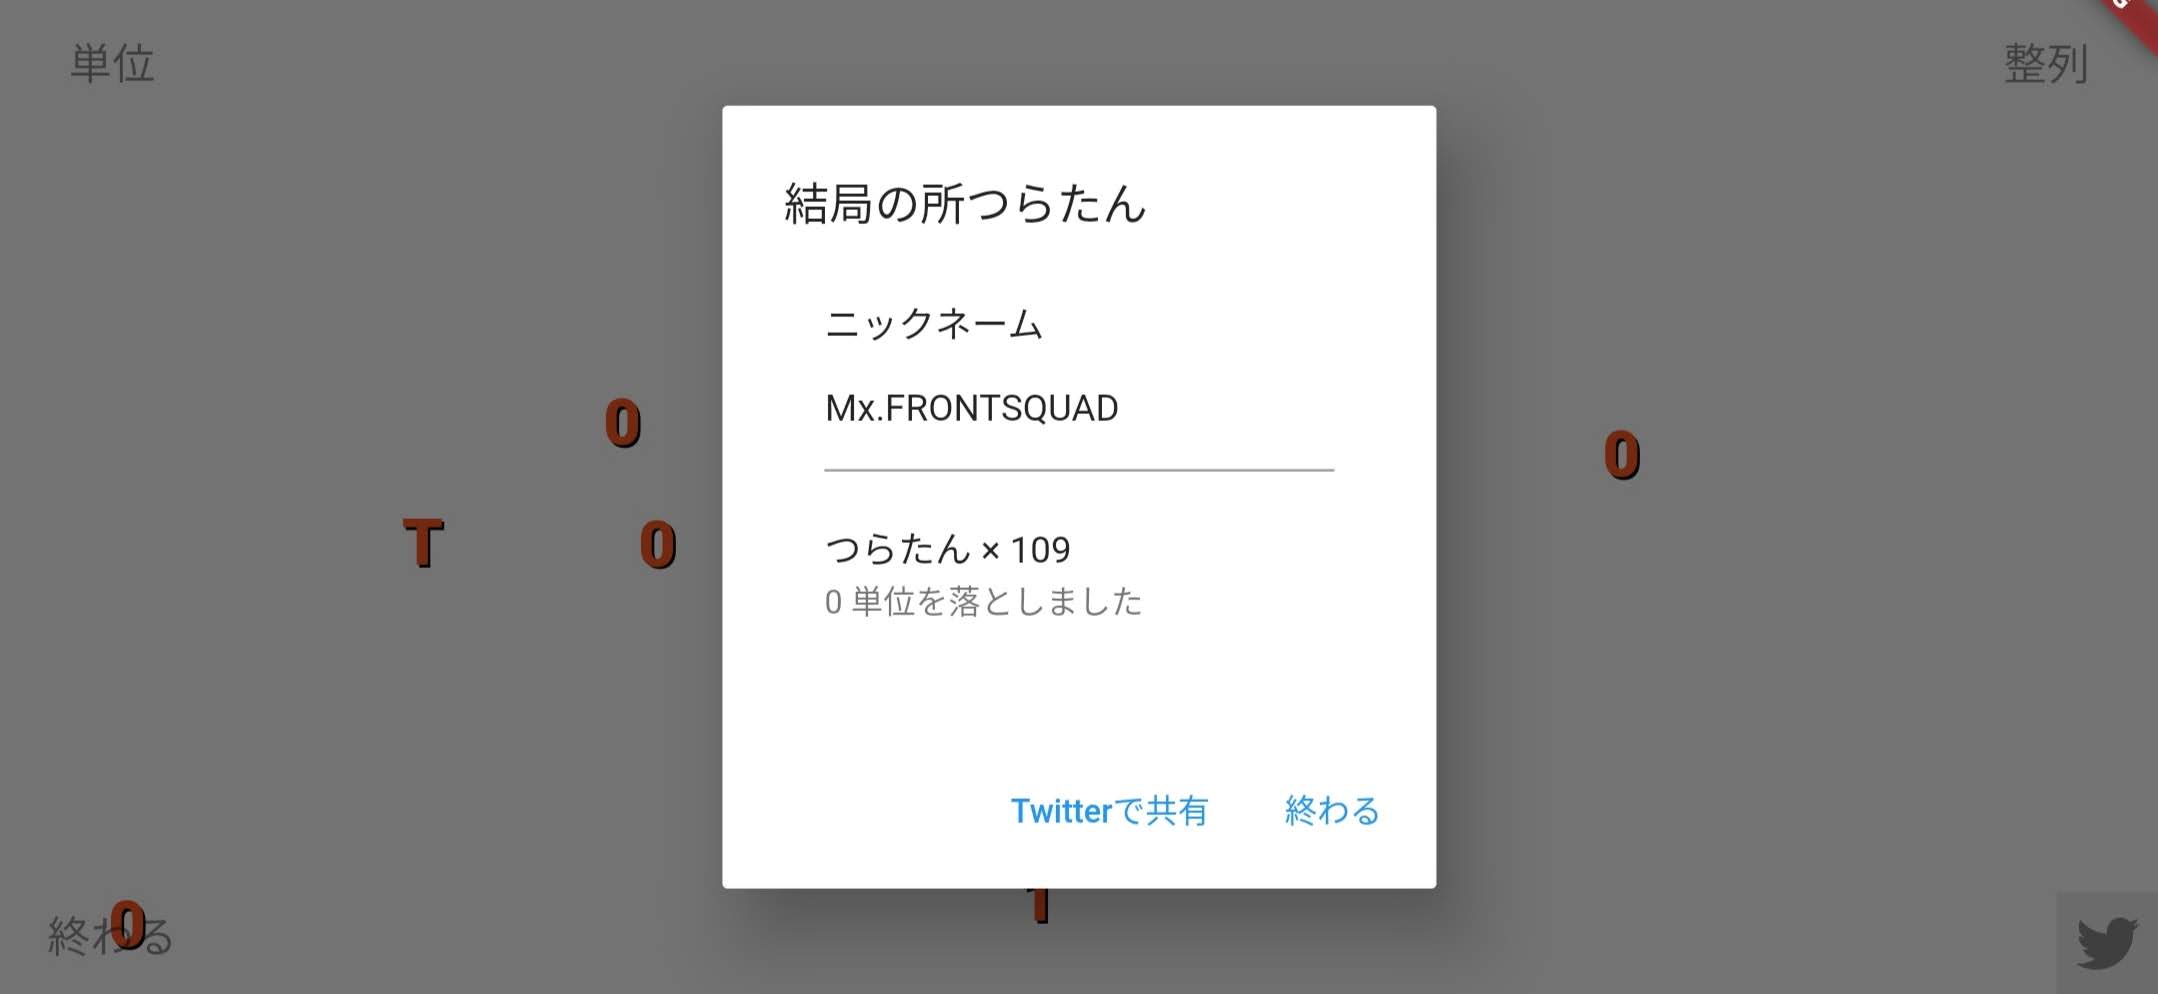 単位
整列
結局の所つらたん
ニックネーム
Mx.FRONTSQUAD
0
0
T
0
つらたん × 109
0 単位を落としました
Twitterで共有
終わる
1
終わる
0